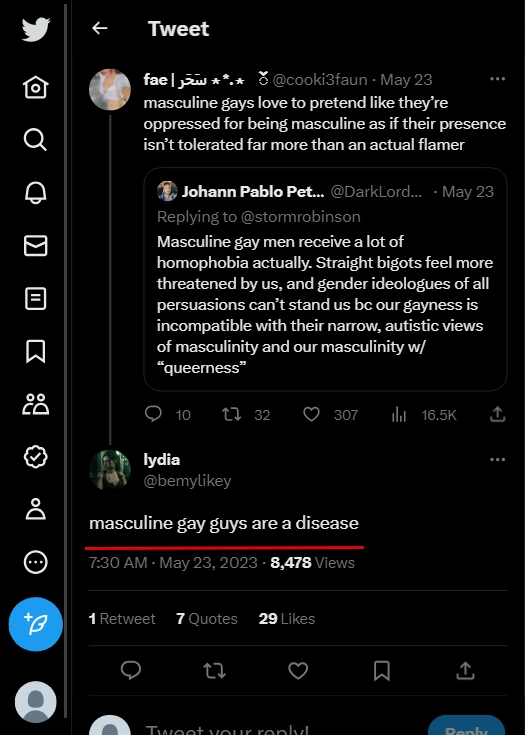 Tweet
fae | سـَحَر ⋆*.⋆ @cooki3faun · May 23
masculine gays love to pretend like they're
oppressed for being masculine as if their presence
isn't tolerated far more than an actual flamer
Johann Pablo Pet... @DarkLord... · May 23
Replying to @stormrobinson
Masculine gay men receive a lot of
homophobia actually. Straight bigots feel more
threatened by us, and gender ideologues of all
persuasions can't stand us bc our gayness is
incompatible with their narrow, autistic views
of masculinity and our masculinity w/
“queerness”
10 32 307 16.5K
lydia
@bemylikey
masculine gay guys are a disease
7:30 AM · May 23, 2023 · 8,478 Views
1 Retweet 7 Quotes 29 Likes
Tweet your reply!
Reply